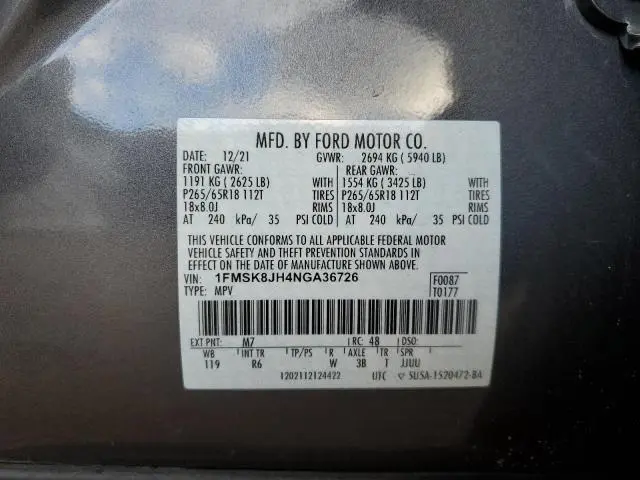 MFD. BY FORD MOTOR CO.
DATE: 12/21 GVWR: 2694 KG ( 5940 LB)
FRONT GAWR: REAR GAWR:
1191 KG ( 2625 LB) WITH 1554 KG ( 3425 LB) WITH
P265/65R18 112T TIRES P265/65R18 112T TIRES
18x8.0J RIMS 18x8.0J RIMS
AT 240 kPa/ 35 PSI COLD AT 240 kPa/ 35 PSI COLD
THIS VEHICLE CONFORMS TO ALL APPLICABLE FEDERAL MOTOR
VEHICLE SAFETY AND THEFT PREVENTION STANDARDS IN
EFFECT ON THE DATE OF MANUFACTURE SHOWN ABOVE.
VIN: 1FMSK8JH4NGA36726 F0087
TYPE: MPV T0177
EXT PNT: M7 RC: 48 DSO:
WB INT TR TP/PS R AXLE TR SPR
119 R6 W 3B T JJUU
1202112124422 UTC ▽ 5U5A-1520472-BA